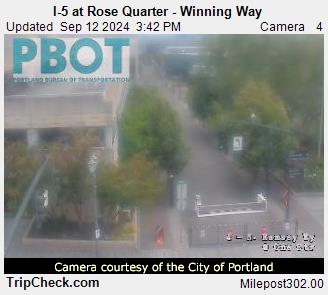 I-5 at Rose Quarter - Winning Way
Updated Sep 12 2024 3:42 PM Camera 4
PBOT
PORTLAND BUREAU OF TRANSPORTATION
Camera courtesy of the City of Portland
TripCheck.com Milepost302.00